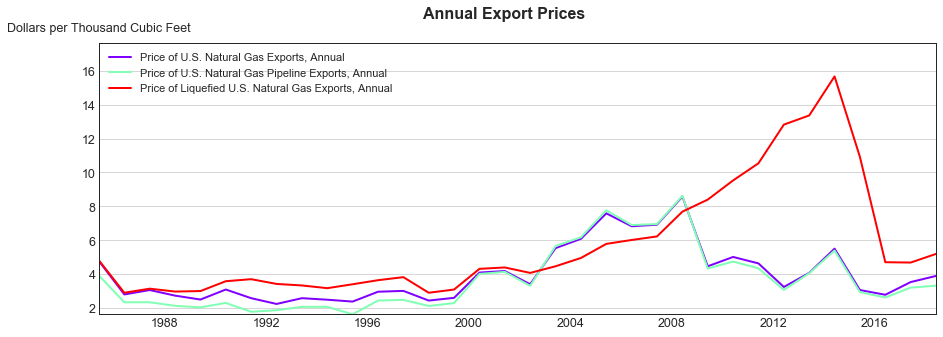 Annual Export Prices
Dollars per Thousand Cubic Feet
Price of U.S. Natural Gas Exports, Annual
Price of U.S. Natural Gas Pipeline Exports, Annual
Price of Liquefied U.S. Natural Gas Exports, Annual
16
14
12
10
8
6
4
2
1988 1992 1996 2000 2004 2008 2012 2016